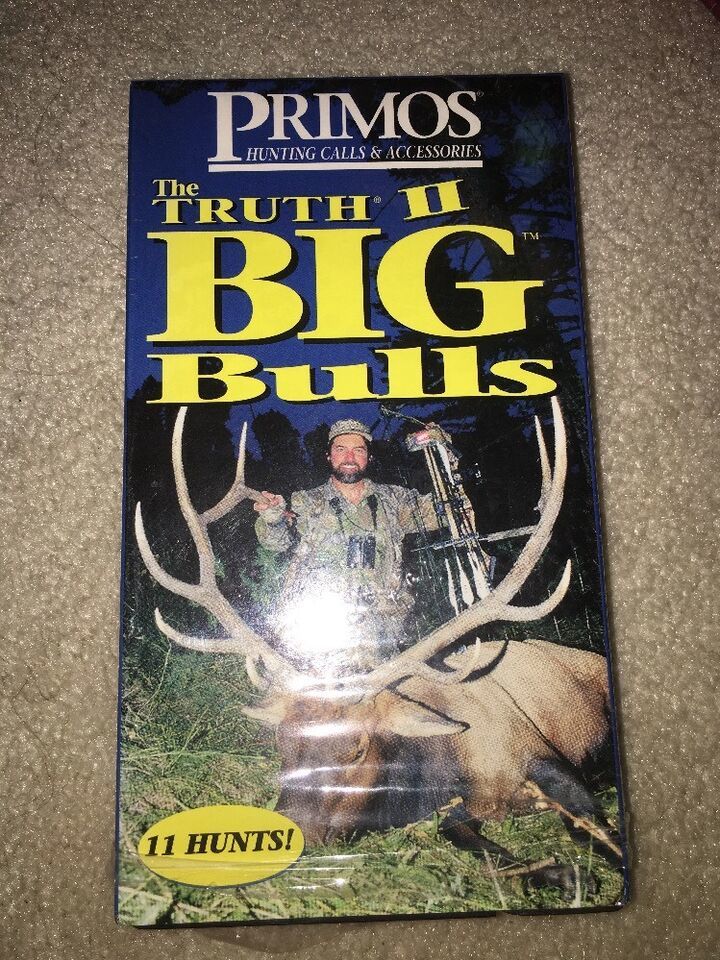 PRIMOS®
HUNTING CALLS & ACCESSORIES
The
TRUTH® II
BIG™
Bulls
11 HUNTS!